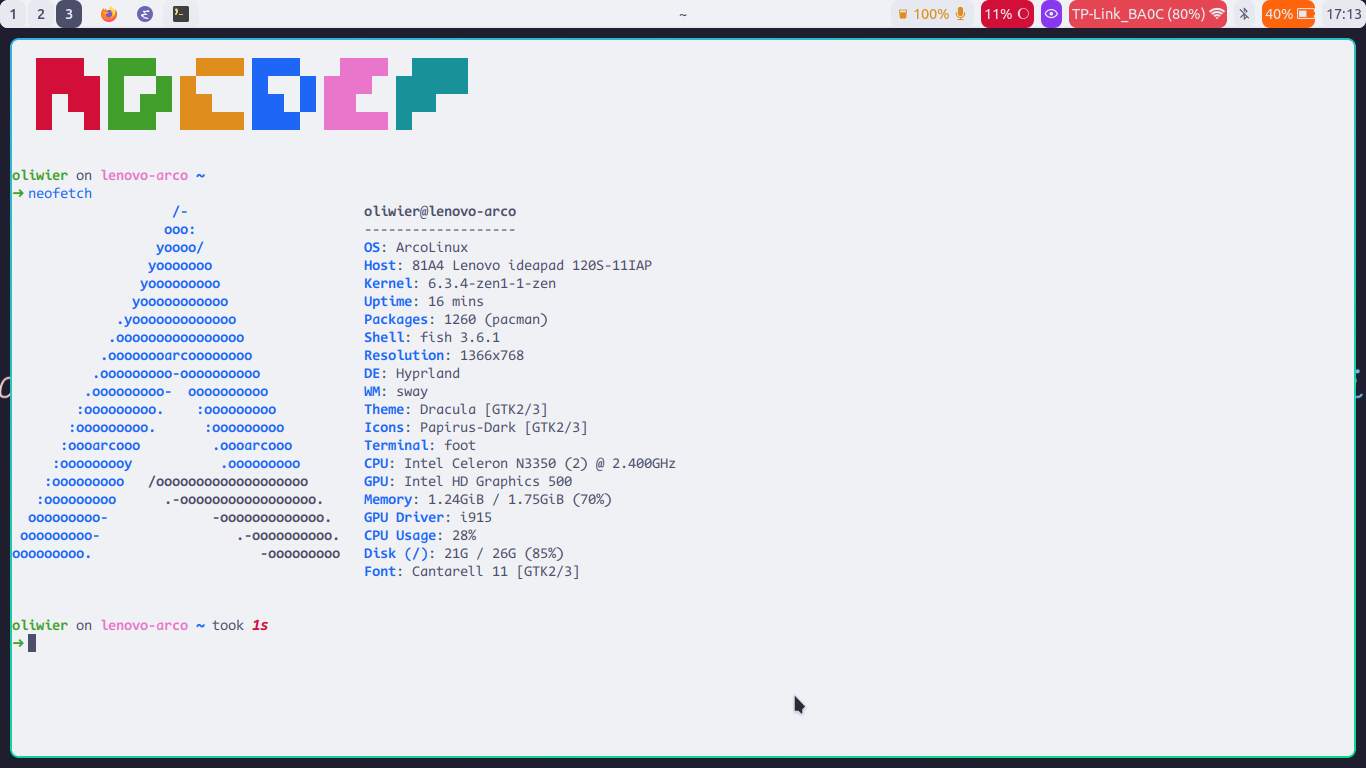 1 2 3 ~ 100% 11% TP-Link_BA0C (80%) 40% 17:13
oliwier on lenovo-arco ~
➜ neofetch
/- oliwier@lenovo-arco
ooo: -------------------
yoooo/ OS: ArcoLinux
yooooooo Host: 81A4 Lenovo ideapad 120S-11IAP
yooooooooo Kernel: 6.3.4-zen1-1-zen
yooooooooooo Uptime: 16 mins
.yooooooooooooo Packages: 1260 (pacman)
.oooooooooooooooo Shell: fish 3.6.1
.oooooooarcoooooooo Resolution: 1366x768
.ooooooooo-oooooooooo DE: Hyprland
.ooooooooo- oooooooooo WM: sway
:ooooooooo. :ooooooooo Theme: Dracula [GTK2/3]
:ooooooooo. :ooooooooo Icons: Papirus-Dark [GTK2/3]
:oooarcooo .oooarcooo Terminal: foot
:ooooooooy .ooooooooo CPU: Intel Celeron N3350 (2) @ 2.400GHz
:ooooooooo /ooooooooooooooooooo GPU: Intel HD Graphics 500
:ooooooooo .-ooooooooooooooooo. Memory: 1.24GiB / 1.75GiB (70%)
ooooooooo- -ooooooooooooo. GPU Driver: i915
ooooooooo- .-oooooooooo. CPU Usage: 28%
ooooooooo. -ooooooooo Disk (/): 21G / 26G (85%)
Font: Cantarell 11 [GTK2/3]
oliwier on lenovo-arco ~ took 1s
➜